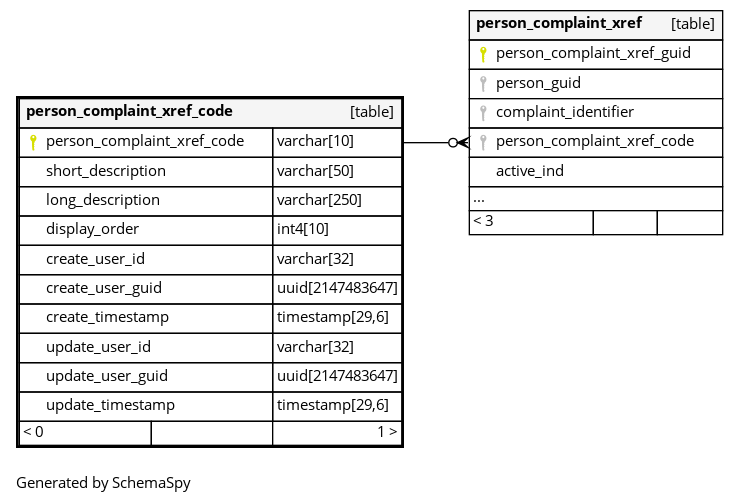 person_complaint_xref [table]
person_complaint_xref_guid
person_guid
complaint_identifier
person_complaint_xref_code
active_ind
...
< 3
person_complaint_xref_code [table]
person_complaint_xref_code varchar[10]
short_description varchar[50]
long_description varchar[250]
display_order int4[10]
create_user_id varchar[32]
create_user_guid uuid[2147483647]
create_timestamp timestamp[29,6]
update_user_id varchar[32]
update_user_guid uuid[2147483647]
update_timestamp timestamp[29,6]
< 0 1 >
Generated by SchemaSpy